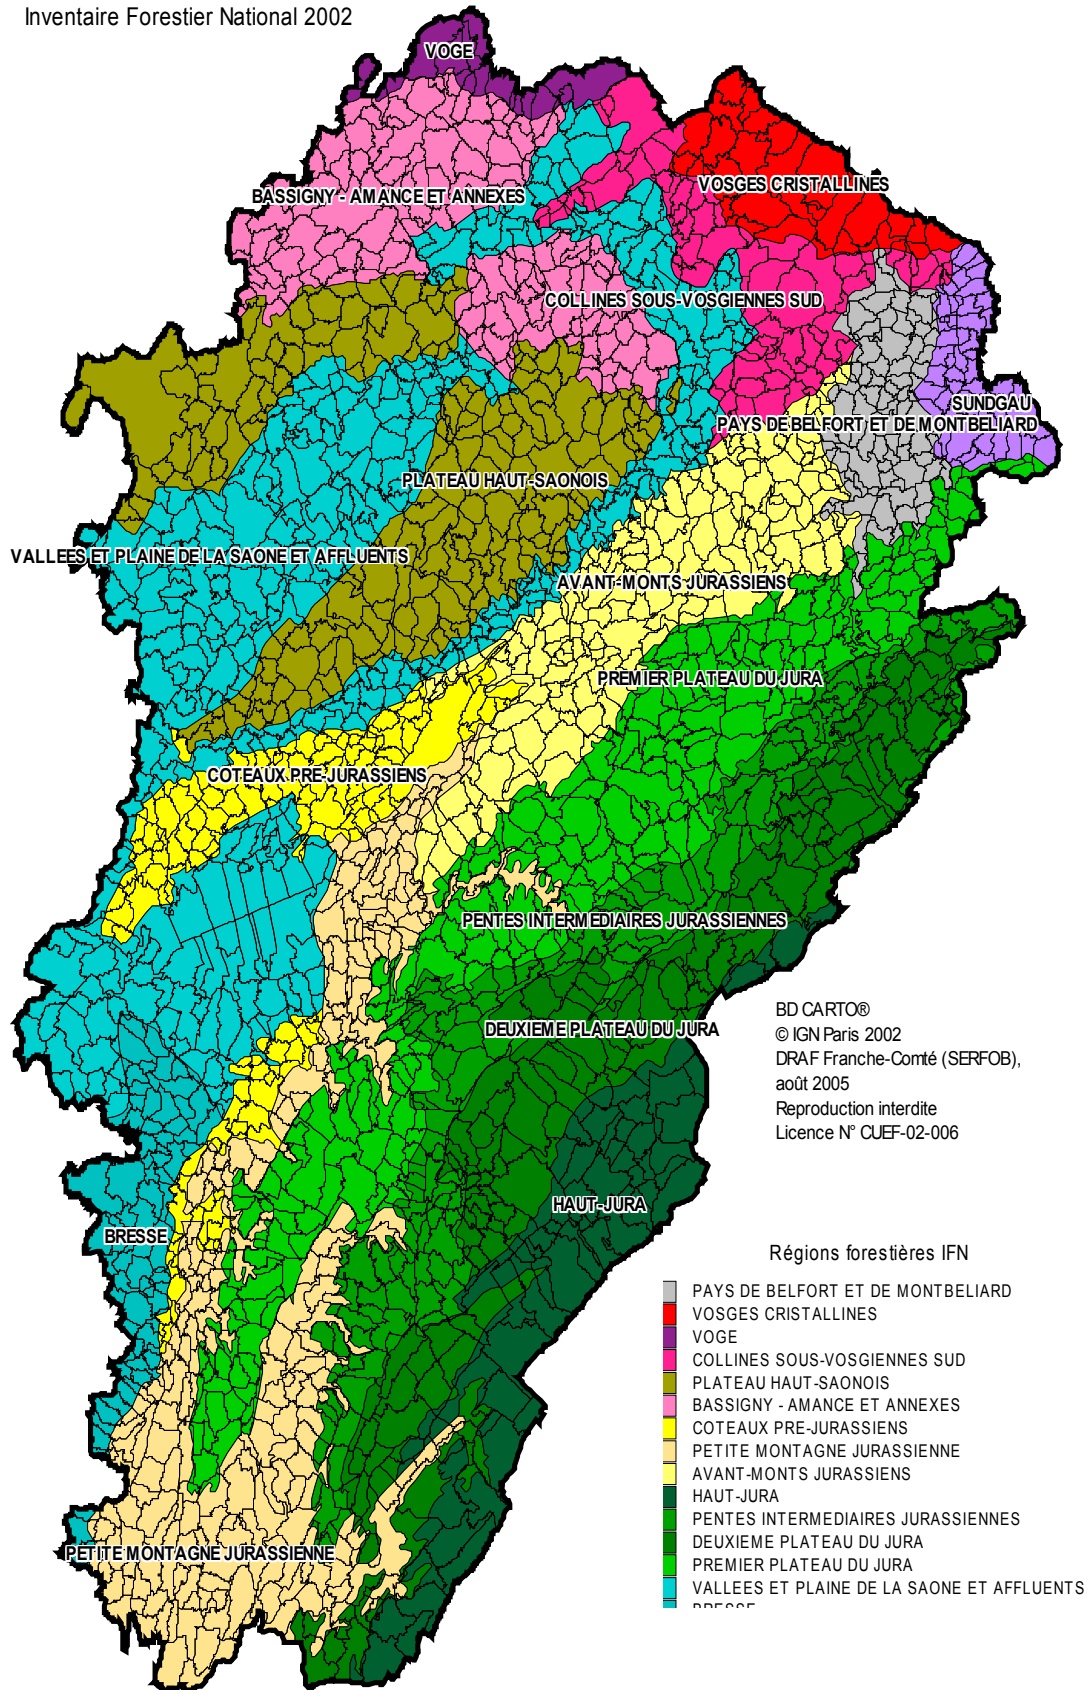 Inventaire Forestier National 2002
VOGE
VOSGES CRISTALLINES
BASSIGNY - AMANCE ET ANNEXES
COLLINES SOUS-VOSGIENNES SUD
SUNDGAU
PAYS DE BELFORT ET DE MONTBELIARD
PLATEAU HAUT-SAONOIS
VALLEES ET PLAINE DE LA SAONE ET AFFLUENTS
AVANT-MONTS JURASSIENS
PREMIER PLATEAU DU JURA
COTEAUX PRE-JURASSIENS
PENTES INTERMEDIAIRES JURASSIENNES
DEUXIEME PLATEAU DU JURA
BD CARTO®
© IGN Paris 2002
DRAF Franche-Comté (SERFOB),
août 2005
Reproduction interdite
Licence N° CUEF-02-006
HAUT-JURA
BRESSE
Régions forestières IFN
PAYS DE BELFORT ET DE MONTBELIARD
VOSGES CRISTALLINES
VOGE
COLLINES SOUS-VOSGIENNES SUD
PLATEAU HAUT-SAONOIS
BASSIGNY - AMANCE ET ANNEXES
COTEAUX PRE-JURASSIENS
PETITE MONTAGNE JURASSIENNE
AVANT-MONTS JURASSIENS
HAUT-JURA
PENTES INTERMEDIAIRES JURASSIENNES
DEUXIEME PLATEAU DU JURA
PREMIER PLATEAU DU JURA
VALLEES ET PLAINE DE LA SAONE ET AFFLUENTS
BRESSE
PETITE MONTAGNE JURASSIENNE